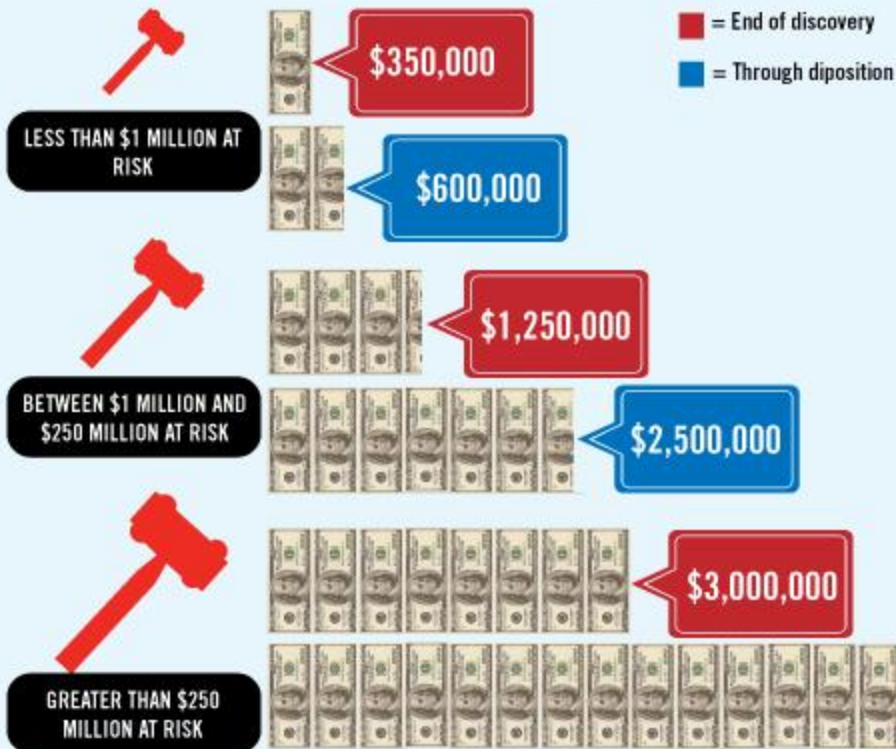 = End of discovery
= Through diposition
$350,000
LESS THAN $1 MILLION AT
RISK
$600,000
$1,250,000
BETWEEN $1 MILLION AND
$250 MILLION AT RISK
$2,500,000
$3,000,000
GREATER THAN $250
MILLION AT RISK